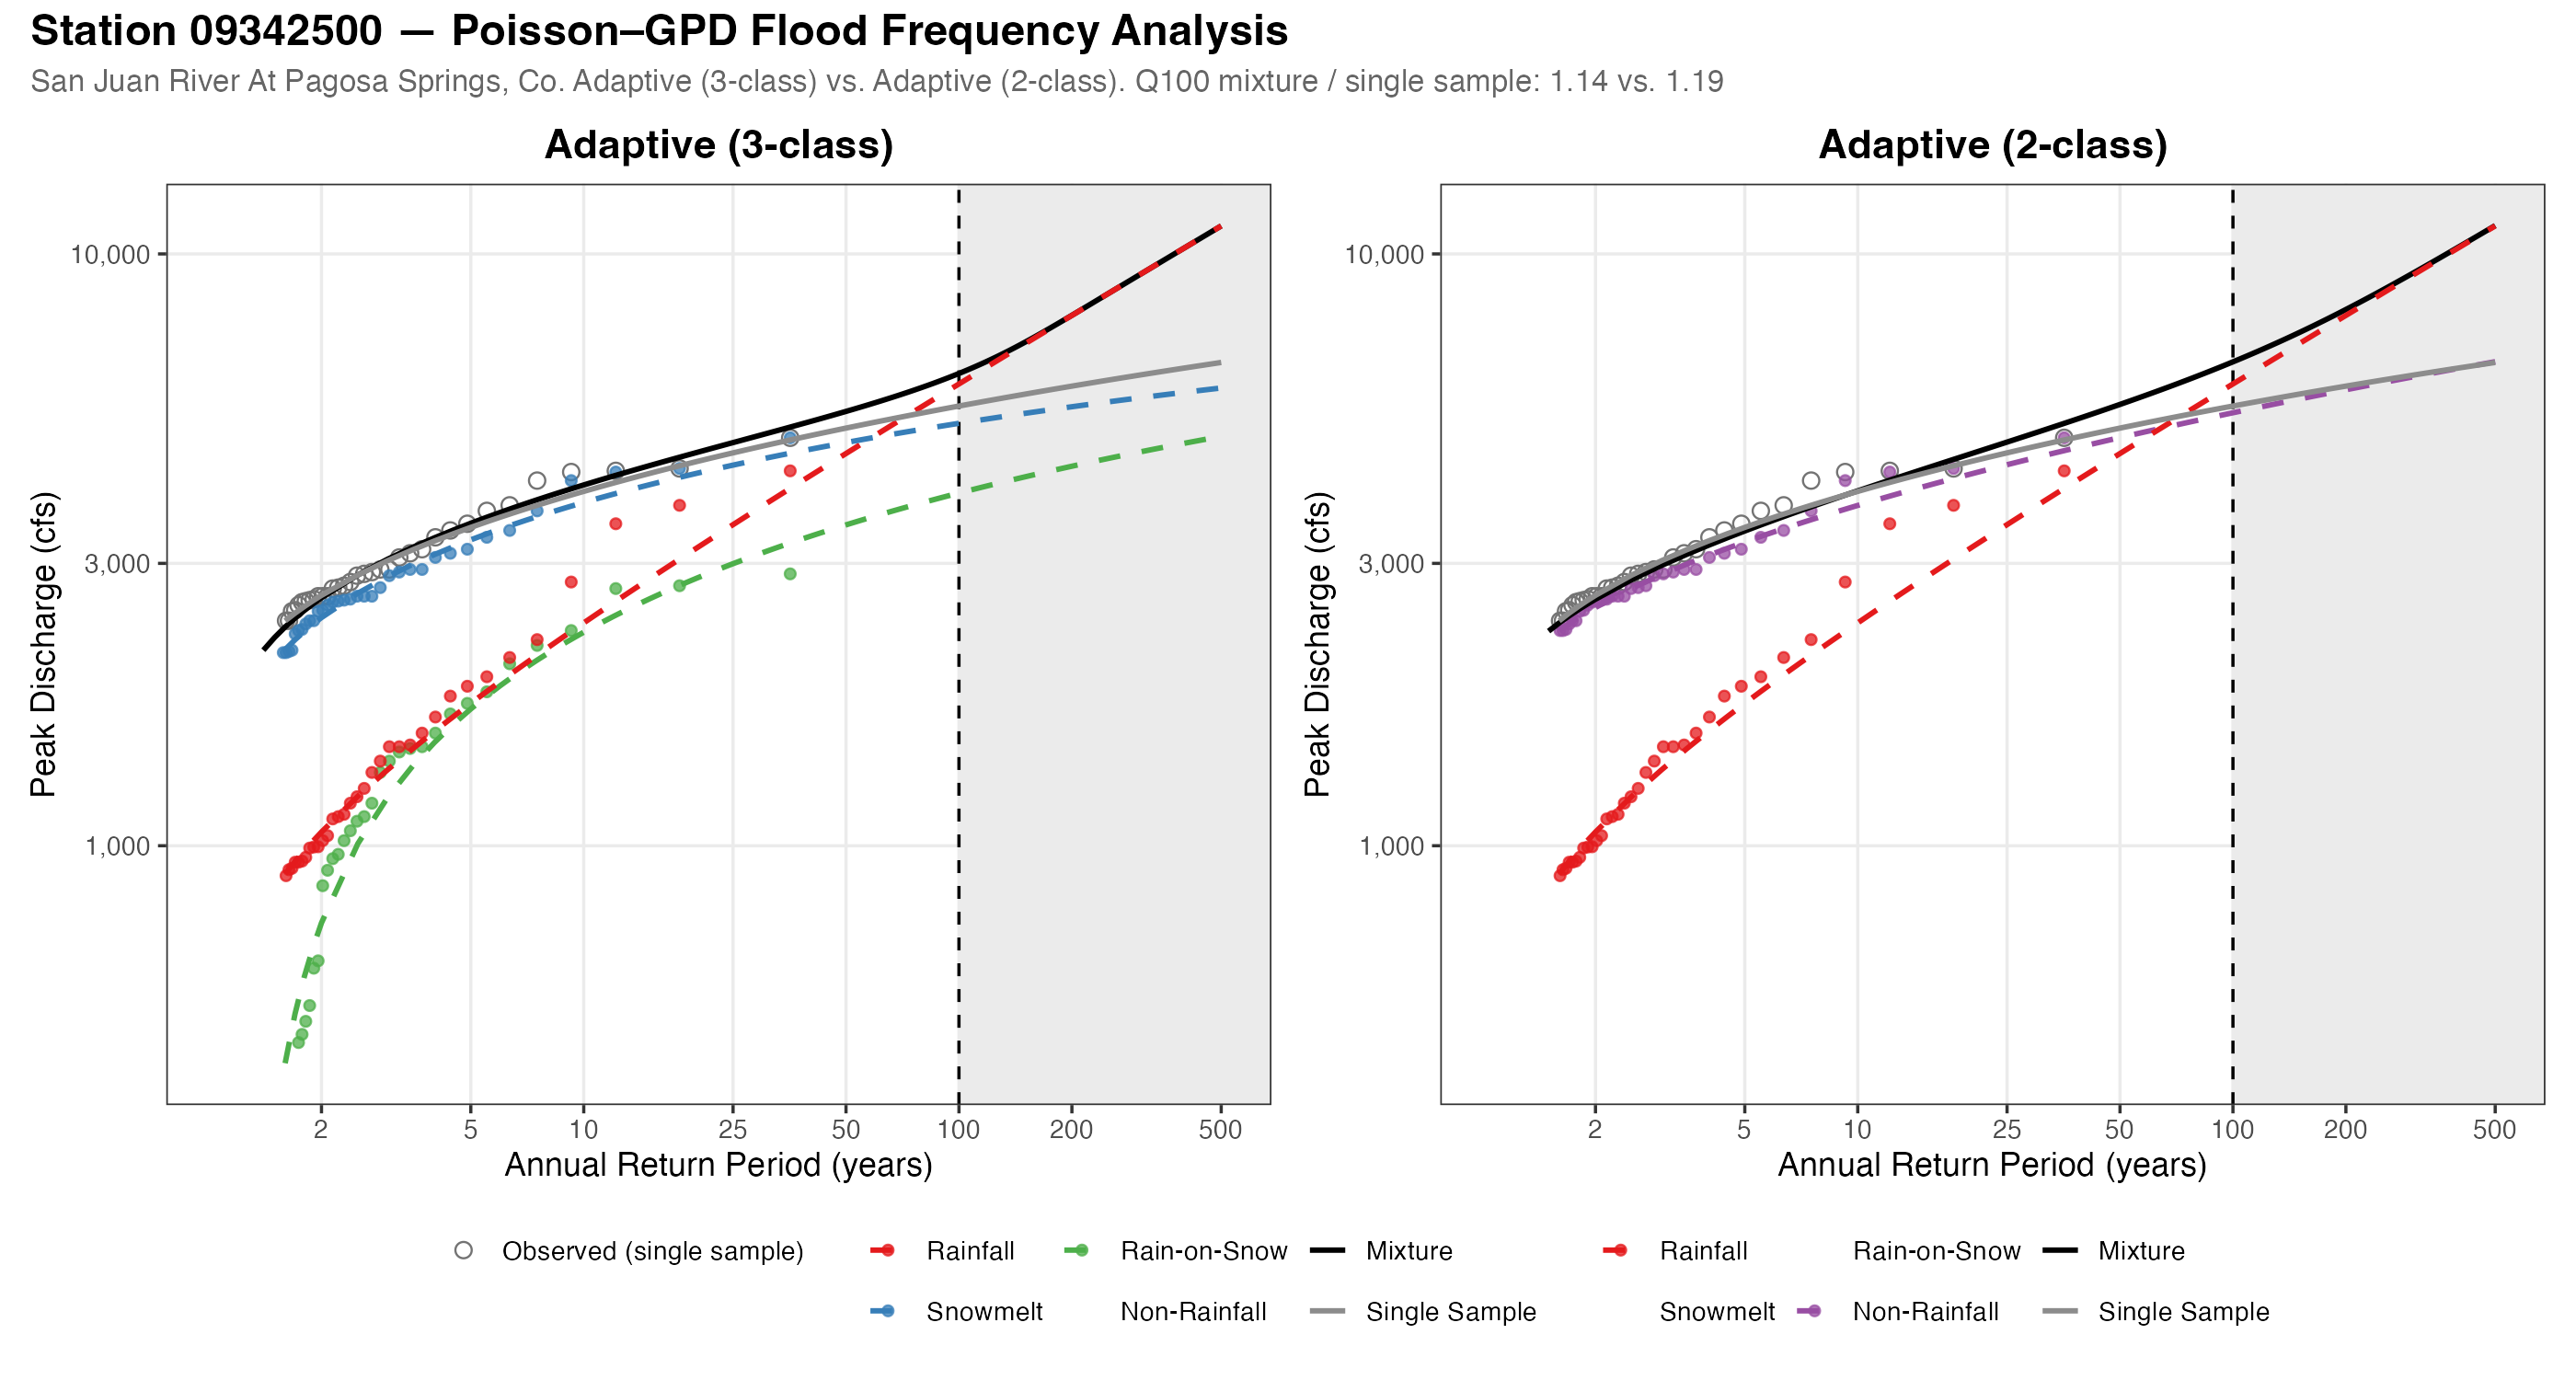 Station 09342500 — Poisson–GPD Flood Frequency Analysis
San Juan River At Pagosa Springs, Co. Adaptive (3-class) vs. Adaptive (2-class). Q100 mixture / single sample: 1.14 vs. 1.19
Adaptive (3-class)
Peak Discharge (cfs)
10,000
3,000
1,000
2 5 10 25 50 100 200 500
Annual Return Period (years)
Adaptive (2-class)
Peak Discharge (cfs)
10,000
3,000
1,000
2 5 10 25 50 100 200 500
Annual Return Period (years)
Observed (single sample) Rainfall Rain-on-Snow Mixture Rainfall Rain-on-Snow Mixture
Snowmelt Non-Rainfall Single Sample Snowmelt Non-Rainfall Single Sample